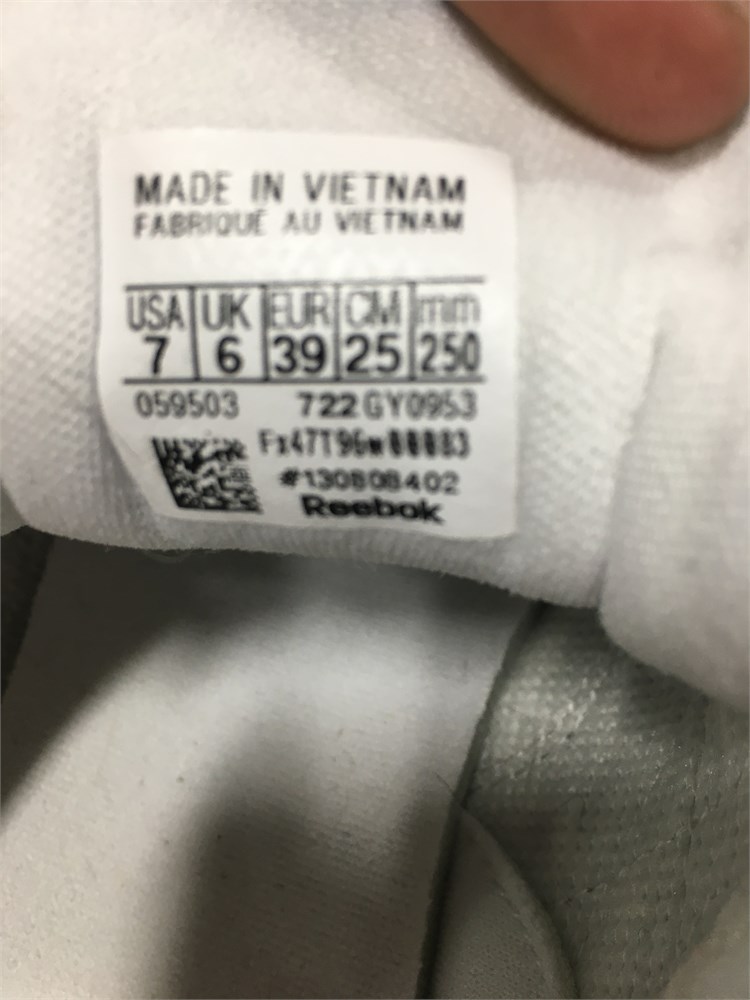 MADE IN VIETNAM
FABRIQUÉ AU VIETNAM
USA UK EUR CM mm
7 6 39 25 250
059503 722 GY0953
#130808402
Reebok